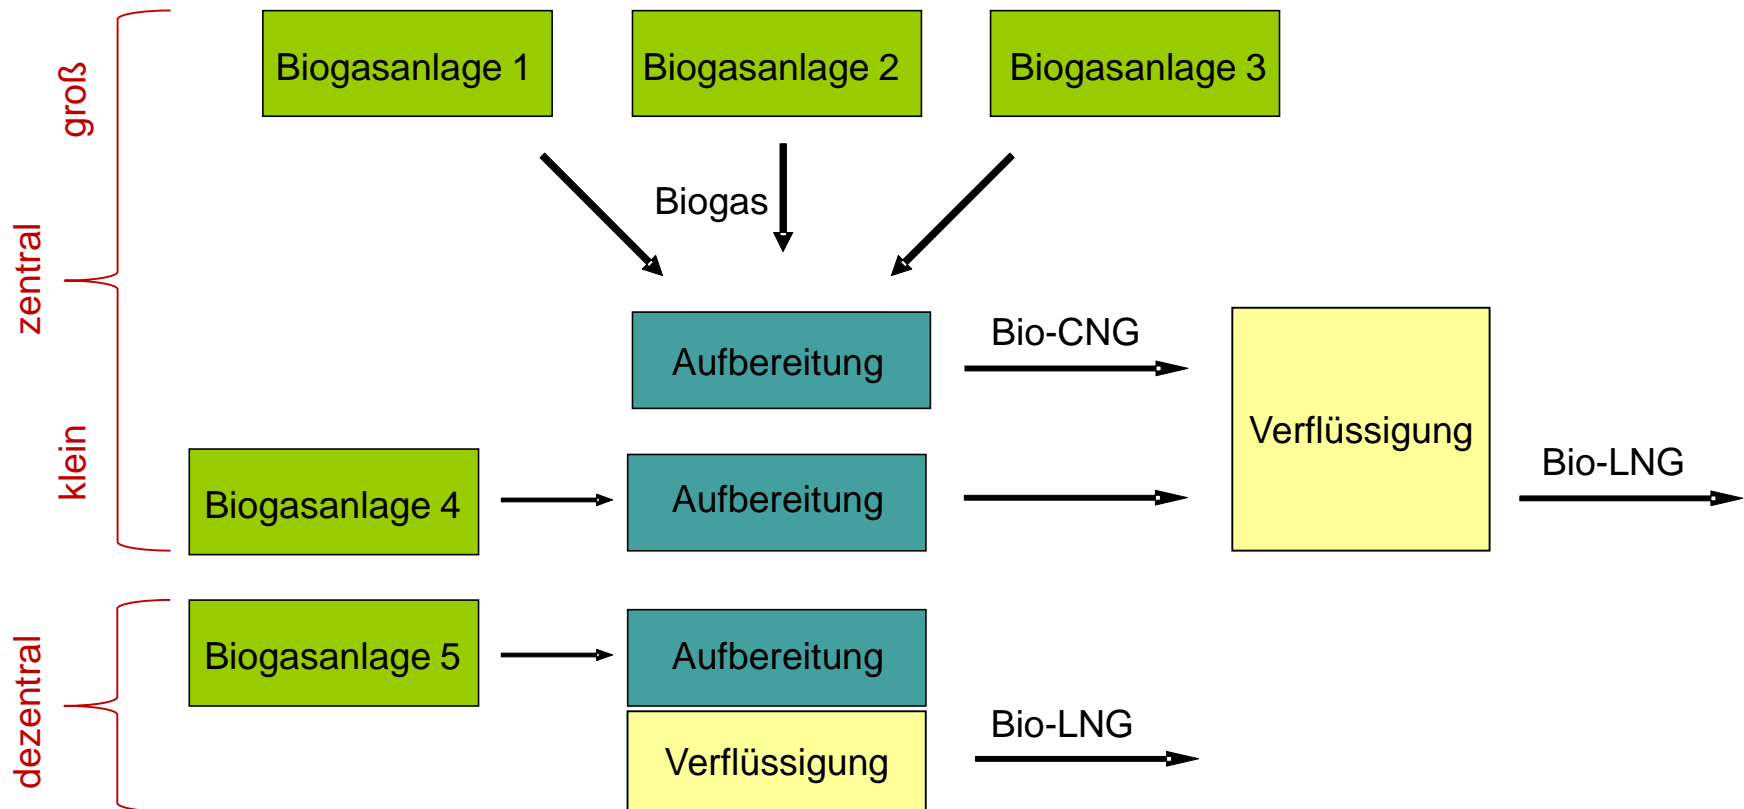 groß
Biogasanlage 1
Biogasanlage 2
Biogasanlage 3
Biogas
zentral
Aufbereitung
Bio-CNG
Verflüssigung
klein
Biogasanlage 4
Aufbereitung
Bio-LNG
dezentral
Biogasanlage 5
Aufbereitung
Verflüssigung
Bio-LNG